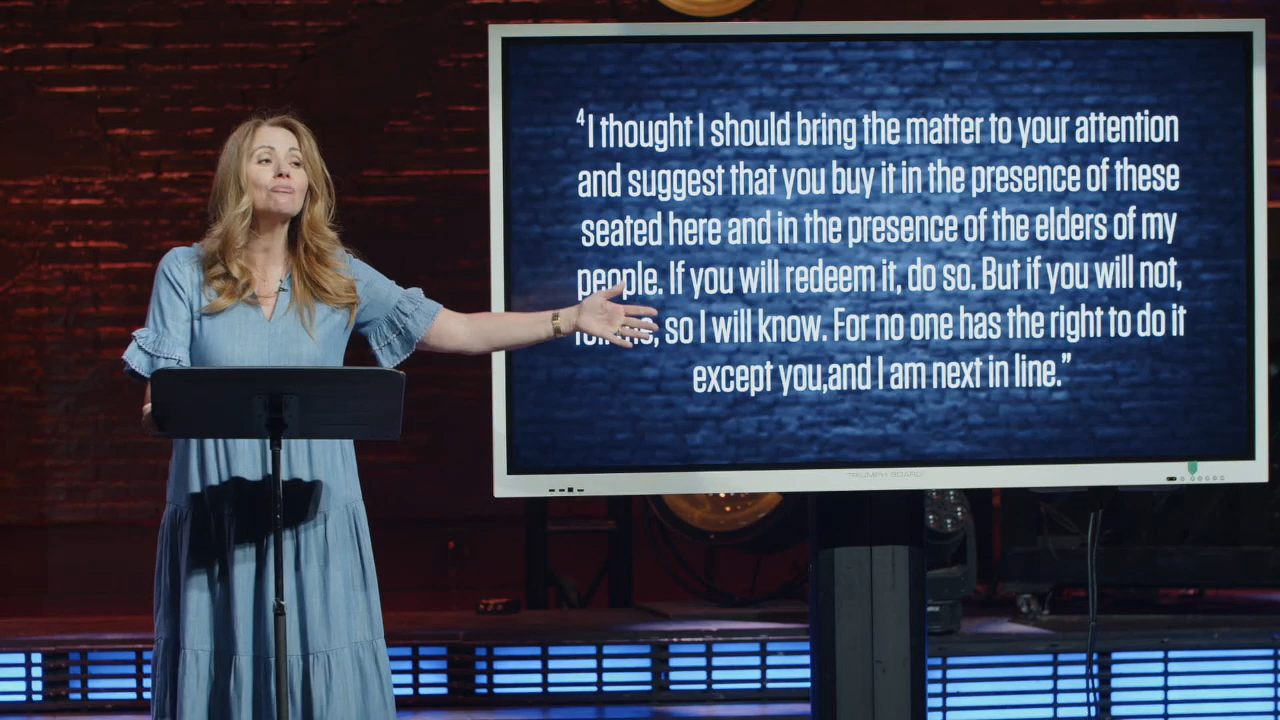 4I thought I should bring the matter to your attention
and suggest that you buy it in the presence of these
seated here and in the presence of the elders of my
people. If you will redeem it, do so. But if you will not,
so I will know. For no one has the right to do it
except you,and I am next in line.”
TRIUMPH BOARD